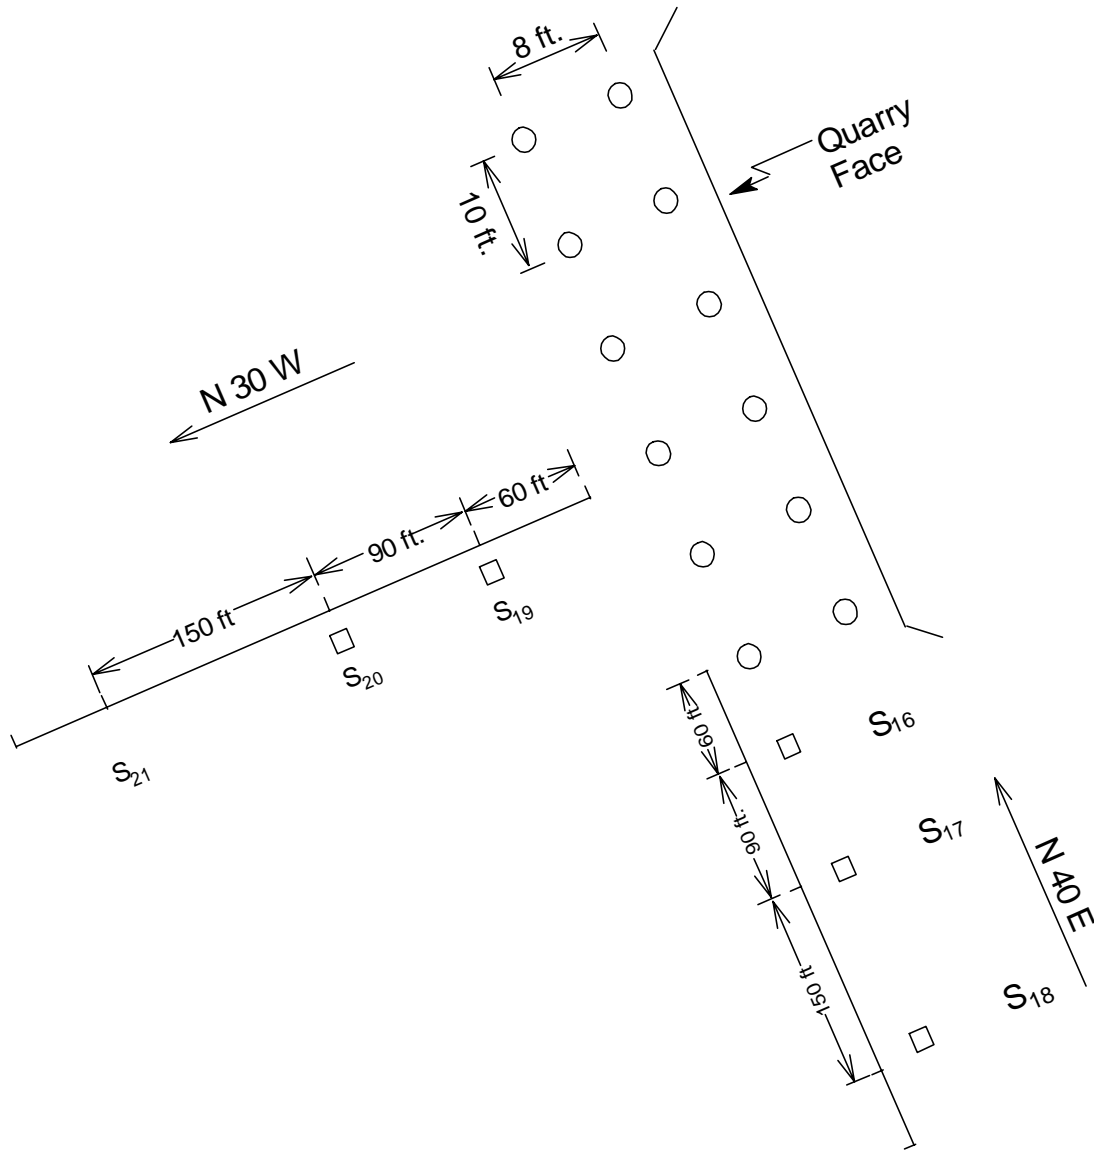 8 ft.
Quarry
Face
10 ft.
N 30 W
60 ft
90 ft.
150 ft
S19
S20
S21
60 ft
S16
90 ft.
S17
N 40 E
150 ft
S18